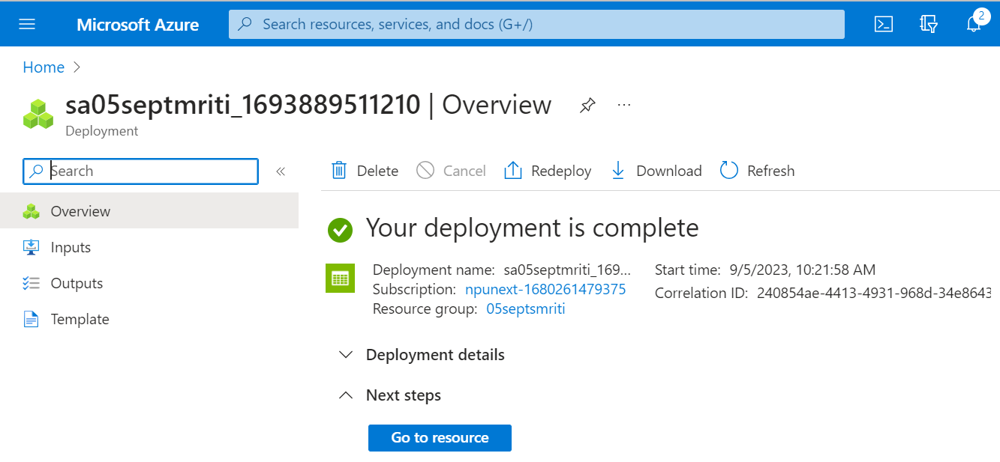 Microsoft Azure
Search resources, services, and docs (G+/)
2
Home
sa05septmriti_1693889511210 | Overview
Deployment
Search
Overview
Inputs
Outputs
Template
Delete
Cancel
Redeploy
Download
Refresh
Your deployment is complete
Deployment name: sa05septmriti_169...
Subscription: npunext-1680261479375
Resource group: 05septsmriti
Start time: 9/5/2023, 10:21:58 AM
Correlation ID: 240854ae-4413-4931-968d-34e8643
Deployment details
Next steps
Go to resource